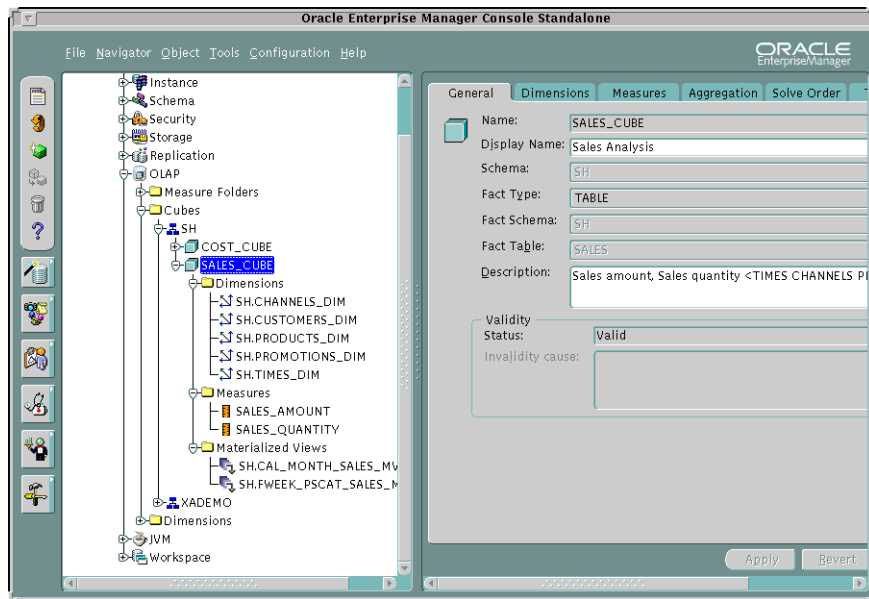 Oracle Enterprise Manager Console Standalone
File Navigator Object Tools Configuration Help
ORACLE
EnterpriseManager
Instance
Schema
Security
Storage
Replication
OLAP
Measure Folders
Cubes
SH
COST_CUBE
SALES_CUBE
Dimensions
SH.CHANNELS_DIM
SH.CUSTOMERS_DIM
SH.PRODUCTS_DIM
SH.PROMOTIONS_DIM
SH.TIMES_DIM
Measures
SALES_AMOUNT
SALES_QUANTITY
Materialized Views
SH.CAL_MONTH_SALES_MV
SH.FWEEK_PSCAT_SALES_M
XADEMO
Dimensions
JVM
Workspace
General Dimensions Measures Aggregation Solve Order
Name: SALES_CUBE
Display Name: Sales Analysis
Schema: SH
Fact Type: TABLE
Fact Schema: SH
Fact Table: SALES
Description: Sales amount, Sales quantity <TIMES CHANNELS
Validity
Status: Valid
Invalidity cause:
Apply Revert